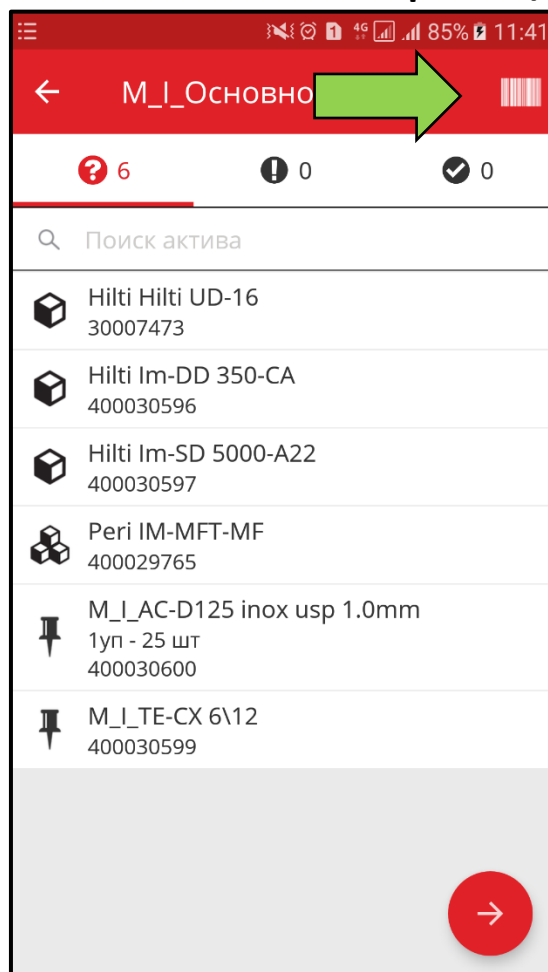 1 4G 85% 11:41
M_I_Основно
6 0 0
Поиск актива
Hilti Hilti UD-16
30007473
Hilti Im-DD 350-CA
400030596
Hilti Im-SD 5000-A22
400030597
Peri IM-MFT-MF
400029765
M_I_AC-D125 inox usp 1.0mm
1уп - 25 шт
400030600
M_I_TE-CX 6\12
400030599